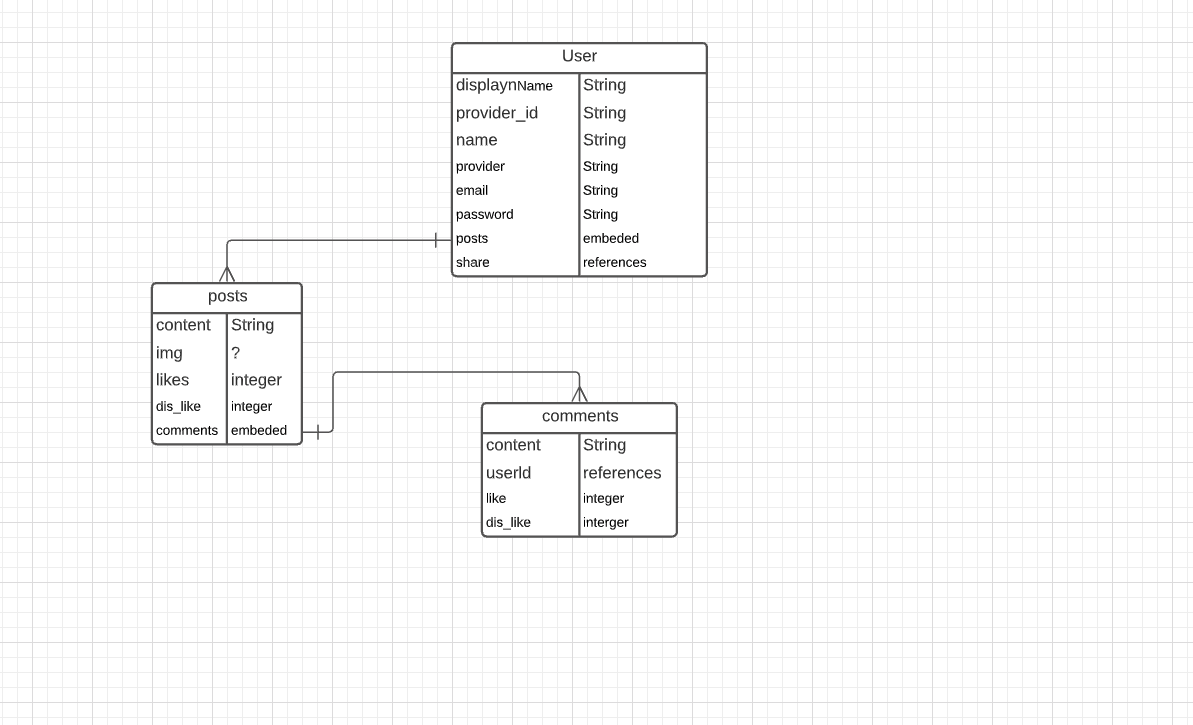 User
displaynName String
provider_id String
name String
provider String
email String
password String
posts embeded
share references
posts
content String
img ?
likes integer
dis_like integer
comments embeded
comments
content String
userId references
like integer
dis_like interger